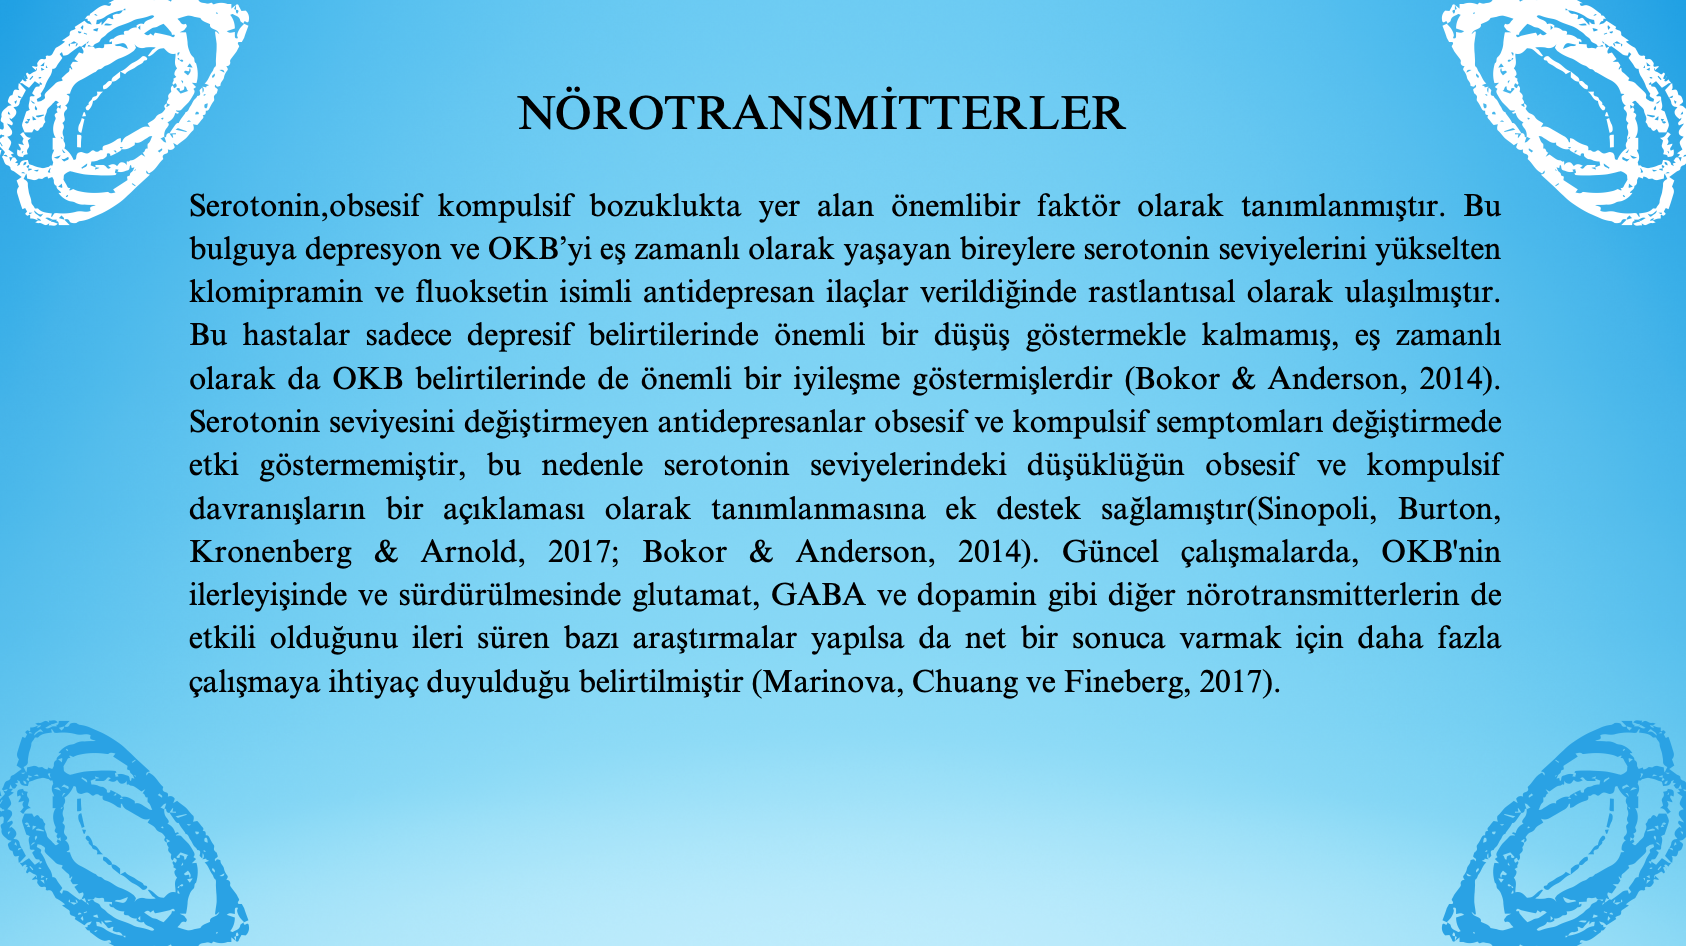 NÖROTRANSMİTTERLER
Serotonin,obsesif kompulsif bozuklukta yer alan önemlibir faktör olarak tanımlanmıştır. Bu
bulguya depresyon ve OKB’yi eş zamanlı olarak yaşayan bireylere serotonin seviyelerini yükselten
klomipramin ve fluoksetin isimli antidepresan ilaçlar verildiğinde rastlantısal olarak ulaşılmıştır.
Bu hastalar sadece depresif belirtilerinde önemli bir düşüş göstermekle kalmamış, eş zamanlı
olarak da OKB belirtilerinde de önemli bir iyileşme göstermişlerdir (Bokor & Anderson, 2014).
Serotonin seviyesini değiştirmeyen antidepresanlar obsesif ve kompulsif semptomları değiştirmede
etki göstermemiştir, bu nedenle serotonin seviyelerindeki düşüklüğün obsesif ve kompulsif
davranışların bir açıklaması olarak tanımlanmasına ek destek sağlamıştır(Sinopoli, Burton,
Kronenberg & Arnold, 2017; Bokor & Anderson, 2014). Güncel çalışmalarda, OKB'nin
ilerleyişinde ve sürdürülmesinde glutamat, GABA ve dopamin gibi diğer nörotransmitterlerin de
etkili olduğunu ileri süren bazı araştırmalar yapılsa da net bir sonuca varmak için daha fazla
çalışmaya ihtiyaç duyulduğu belirtilmiştir (Marinova, Chuang ve Fineberg, 2017).